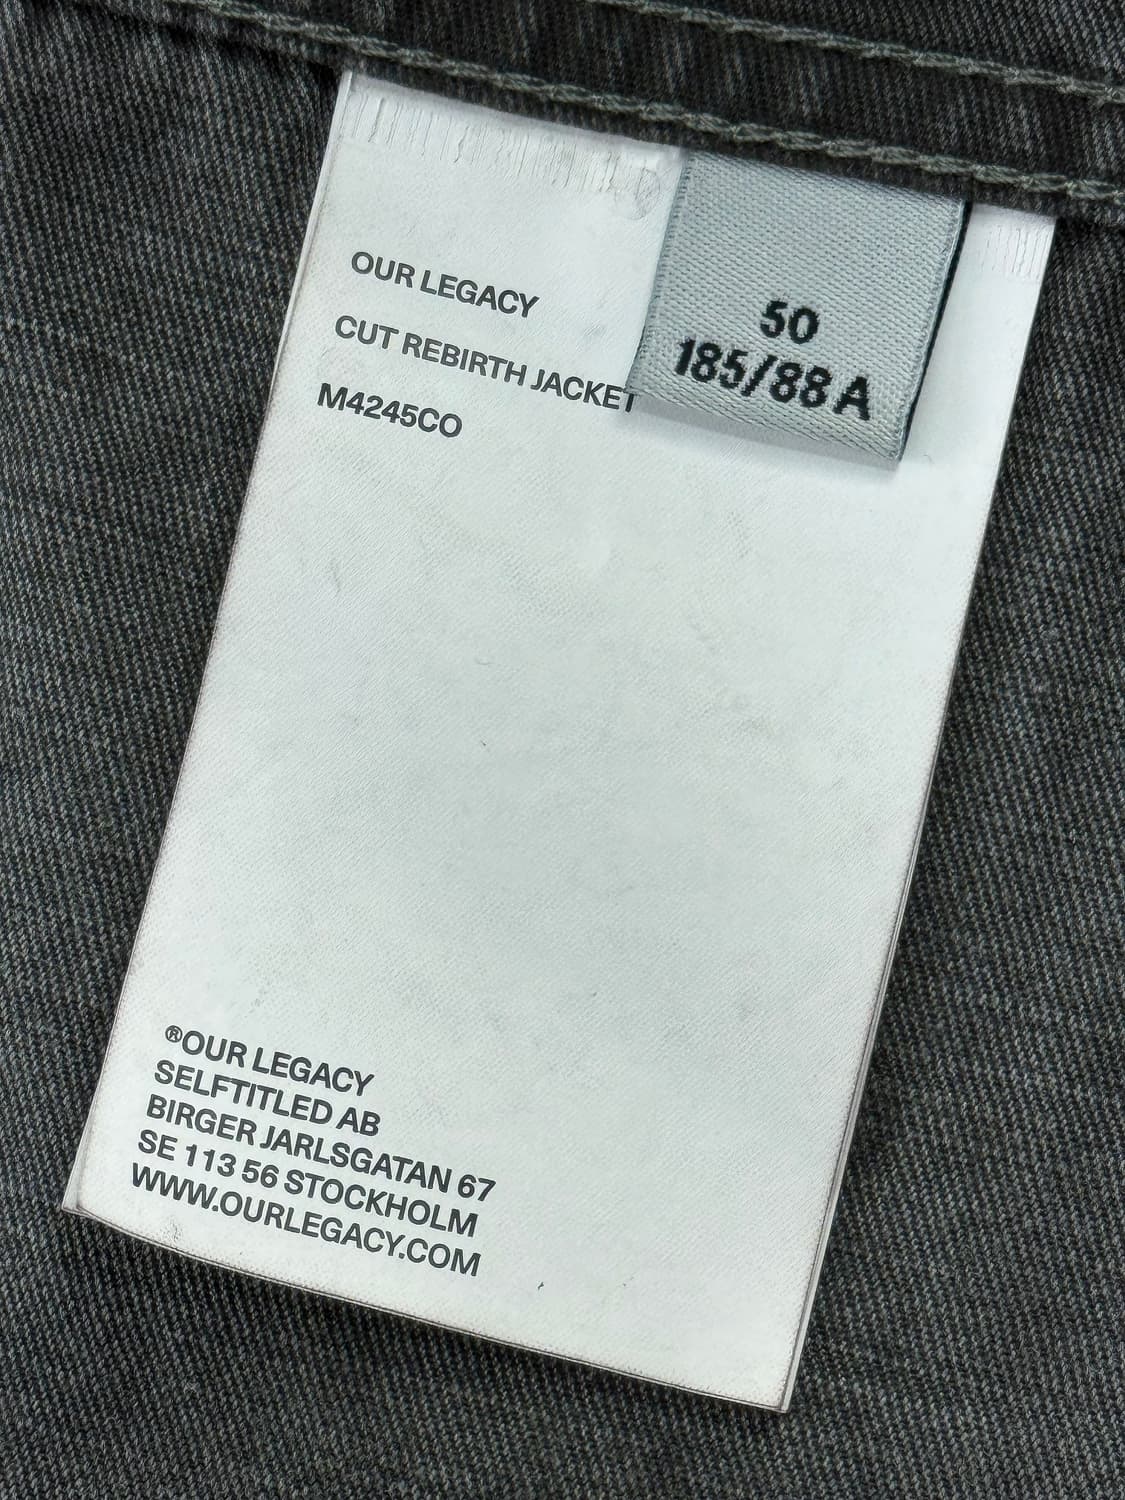 OUR LEGACY
CUT REBIRTH JACKET
M4245CO
50
185/88 A
®OUR LEGACY
SELFTITLED AB
BIRGER JARLSGATAN 67
SE 113 56 STOCKHOLM
WWW.OURLEGACY.COM